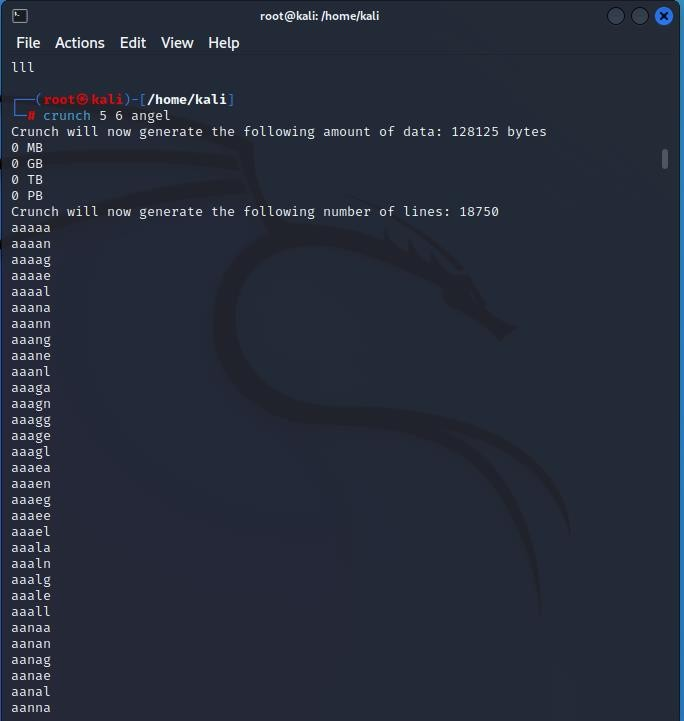 root@kali: /home/kali
File Actions Edit View Help
lll
┌──(root㉿kali)-[/home/kali]
└─# crunch 5 6 angel
Crunch will now generate the following amount of data: 128125 bytes
0 MB
0 GB
0 TB
0 PB
Crunch will now generate the following number of lines: 18750
aaaaa
aaaan
aaaag
aaaae
aaaal
aaana
aaann
aaang
aaane
aaanl
aaaga
aaagn
aaagg
aaage
aaagl
aaaea
aaaen
aaaeg
aaaee
aaael
aaala
aaaln
aaalg
aaale
aaall
aanaa
aanan
aanag
aanae
aanal
aanna